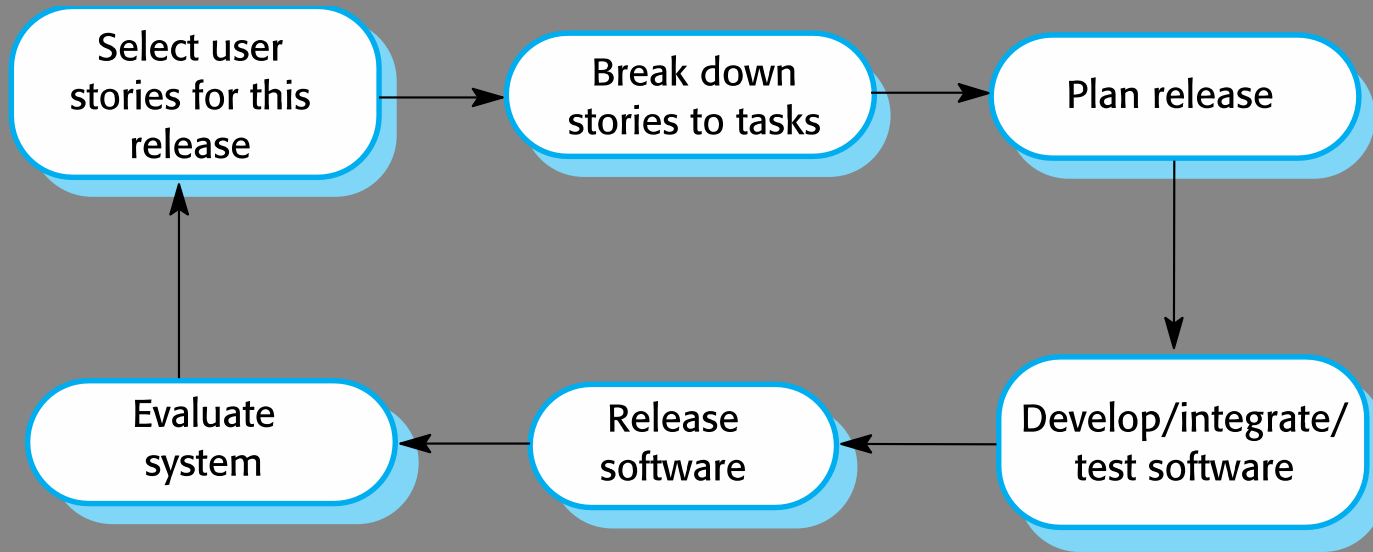 Select user
stories for this
release
Break down
stories to tasks
Plan release
Develop/integrate/
test software
Release
software
Evaluate
system